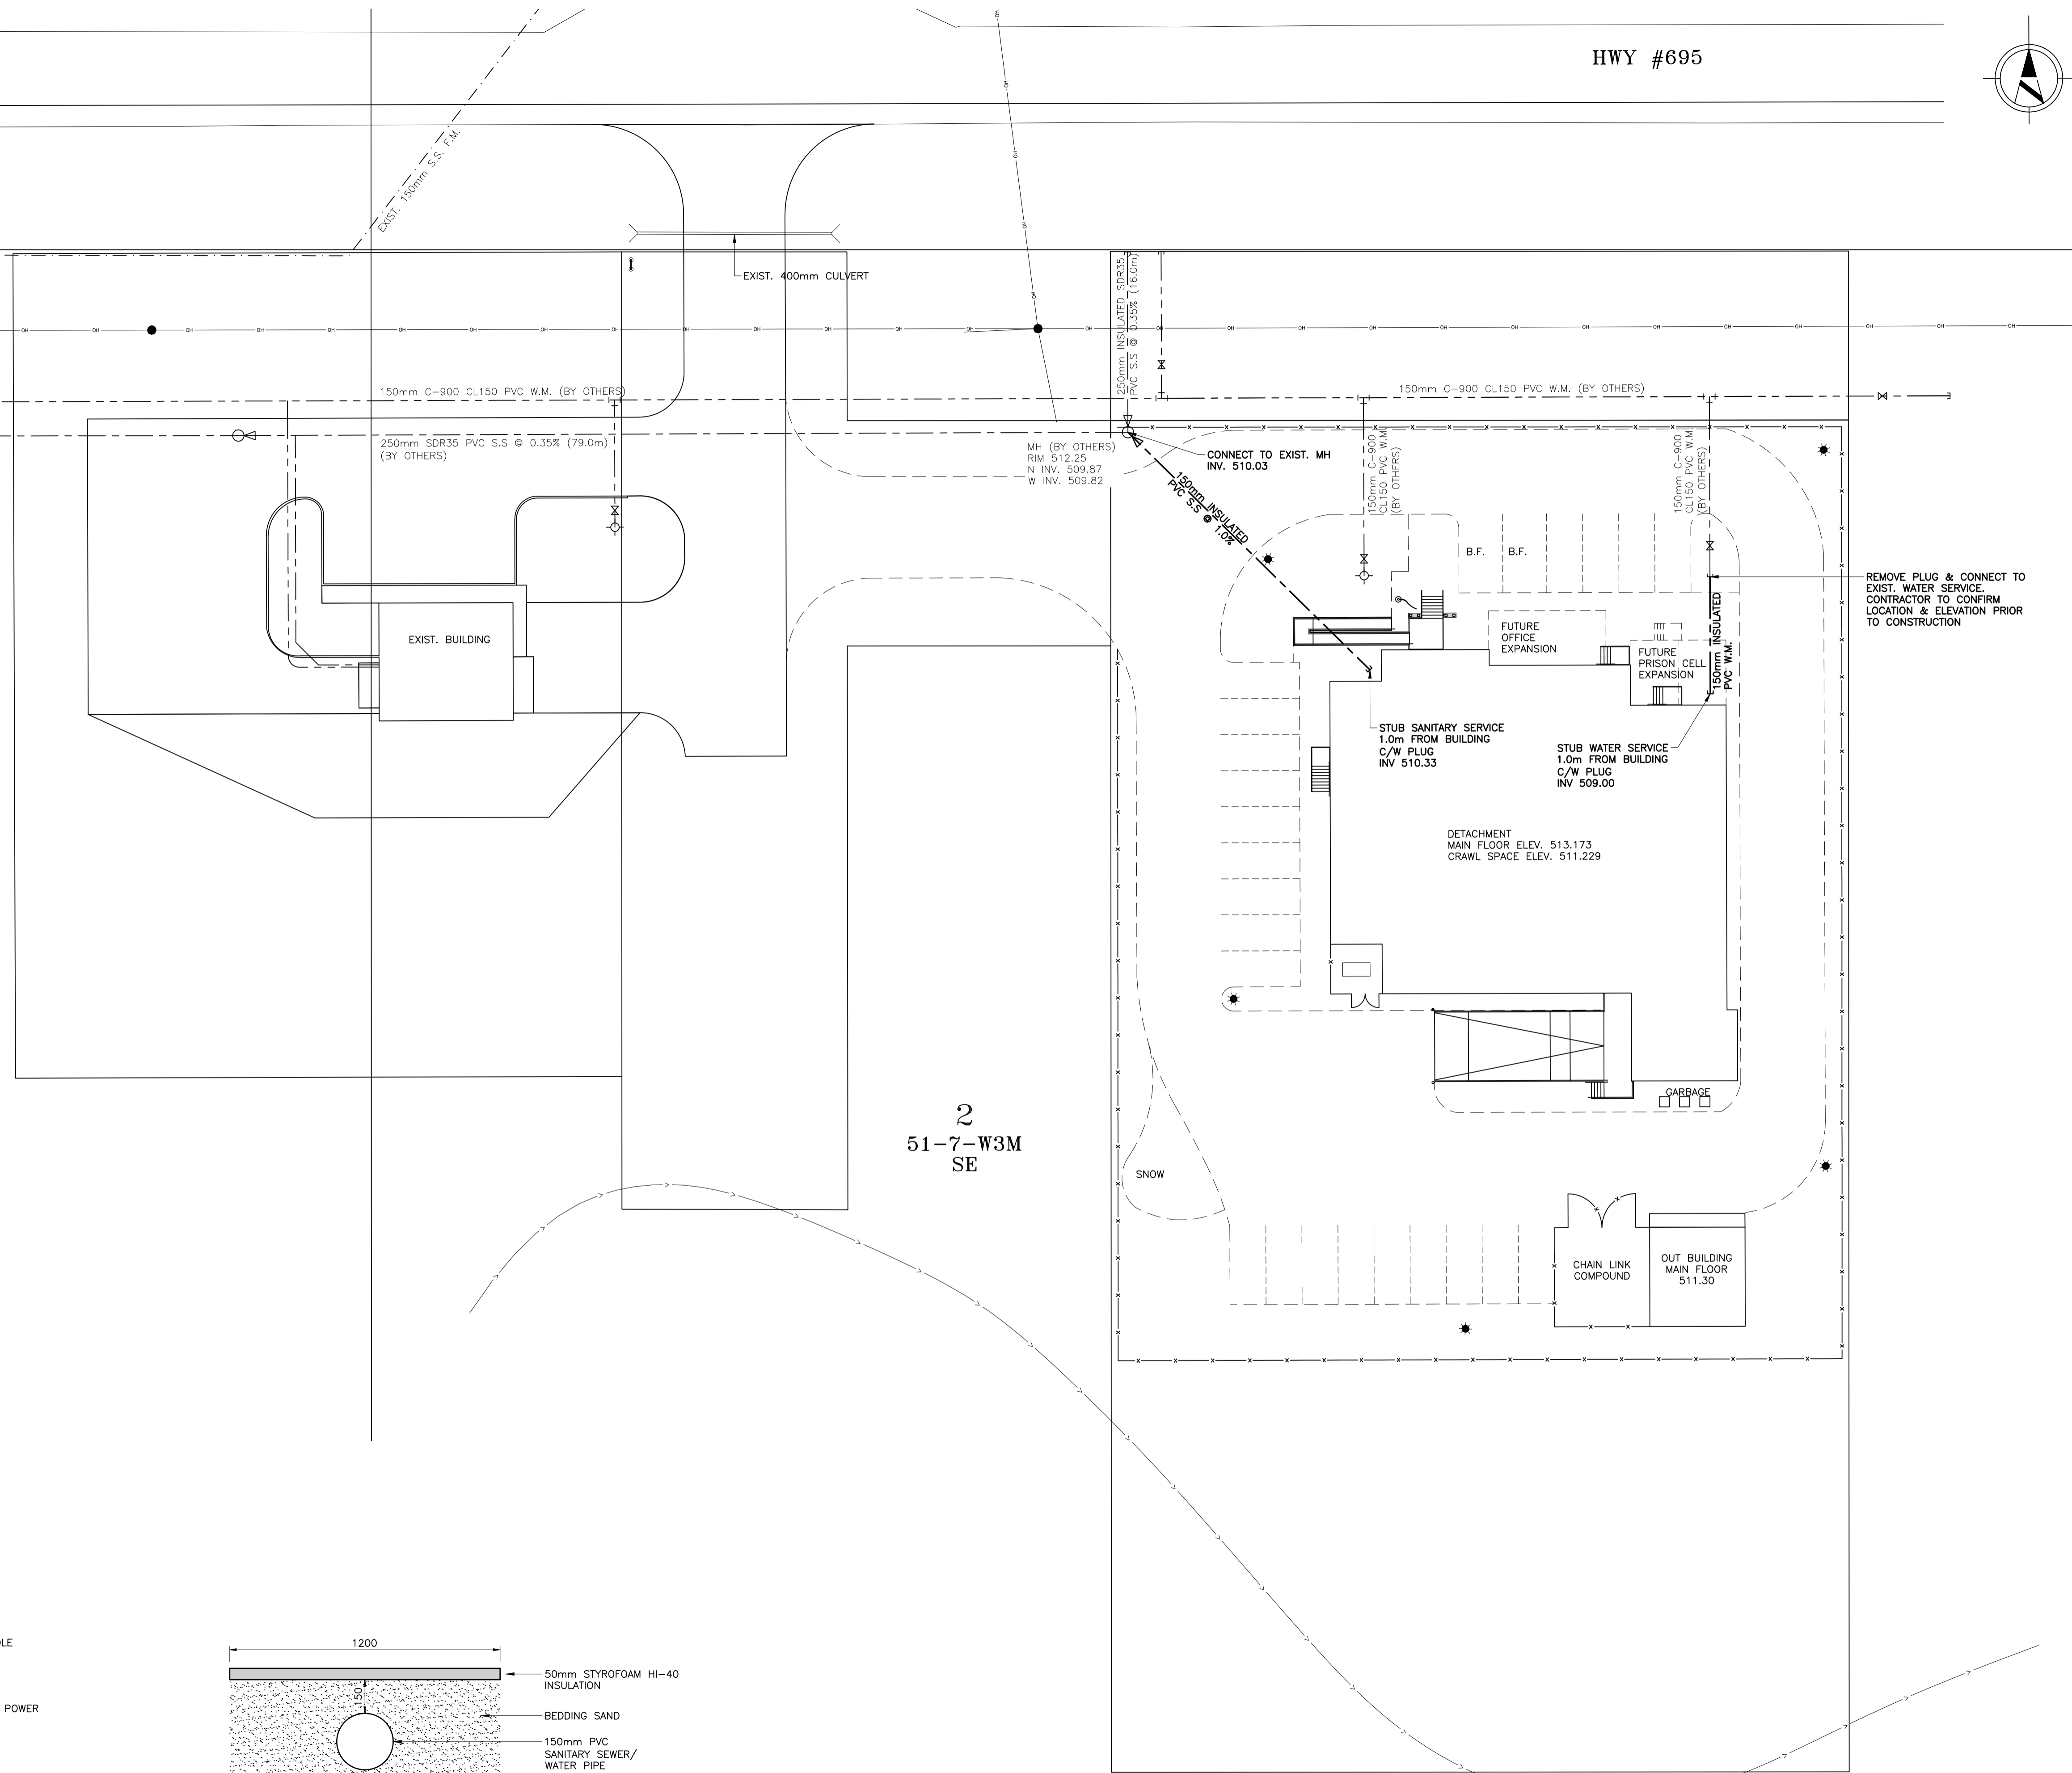 HWY #695
EXIST. 150mm S.S. F.M.
EXIST. 400mm CULVERT
250mm INSULATED SDR35
PVC S.S @ 0.35% (16.0m)
150mm C-900 CL150 PVC W.M. (BY OTHERS)
150mm C-900 CL150 PVC W.M. (BY OTHERS)
250mm SDR35 PVC S.S @ 0.35% (79.0m)
(BY OTHERS)
MH (BY OTHERS)
RIM 512.25
N INV. 509.87
W INV. 509.82
CONNECT TO EXIST. MH
INV. 510.03
150mm INSULATED
PVC S.S @ 1.0%
150mm C-900
CL150 PVC W.M
(BY OTHERS)
150mm C-900
CL150 PVC W.M
(BY OTHERS)
B.F.
B.F.
REMOVE PLUG & CONNECT TO
EXIST. WATER SERVICE.
CONTRACTOR TO CONFIRM
LOCATION & ELEVATION PRIOR
TO CONSTRUCTION
EXIST. BUILDING
FUTURE
OFFICE
EXPANSION
FUTURE
PRISON CELL
EXPANSION
150mm INSULATED
PVC W.M.
STUB SANITARY SERVICE
1.0m FROM BUILDING
C/W PLUG
INV 510.33
STUB WATER SERVICE
1.0m FROM BUILDING
C/W PLUG
INV 509.00
DETACHMENT
MAIN FLOOR ELEV. 513.173
CRAWL SPACE ELEV. 511.229
GARBAGE
2
51-7-W3M
SE
SNOW
CHAIN LINK
COMPOUND
OUT BUILDING
MAIN FLOOR
511.30
POWER
1200
150
50mm STYROFOAM HI-40
INSULATION
BEDDING SAND
150mm PVC
SANITARY SEWER/
WATER PIPE